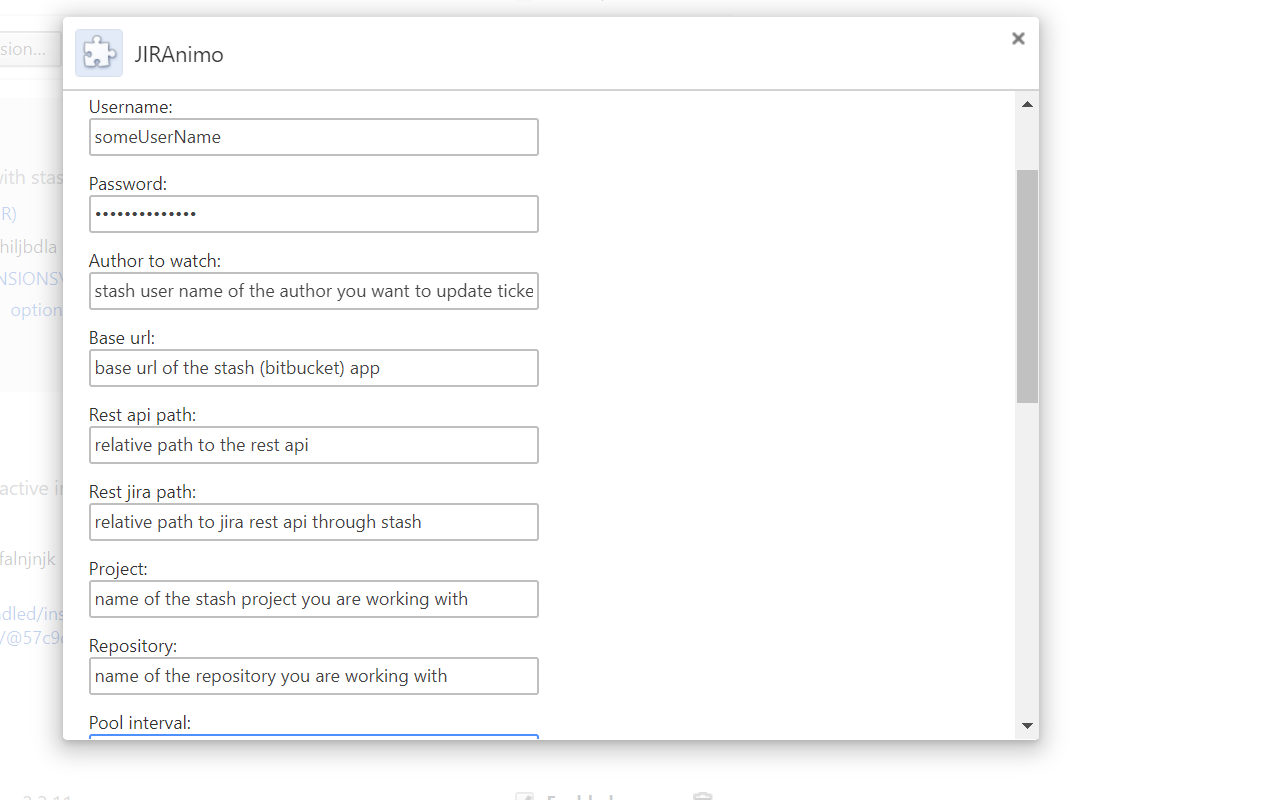 JIRAnimo
sion...
Username:
someUserName
Password:
••••••••••••••
Author to watch:
stash user name of the author you want to update ticke
Base url:
base url of the stash (bitbucket) app
Rest api path:
relative path to the rest api
Rest jira path:
relative path to jira rest api through stash
Project:
name of the stash project you are working with
Repository:
name of the repository you are working with
Pool interval:
with stas
R)
hiljbdla
NSIONS\
option
active i
falnjnjk
dled/ins
/@57c9
2.3.11
Enabled